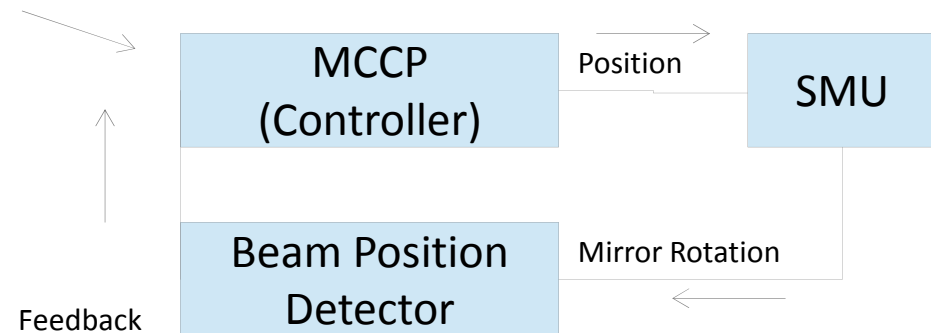 MCCP
(Controller)
Position
SMU
Beam Position
Detector
Mirror Rotation
Feedback